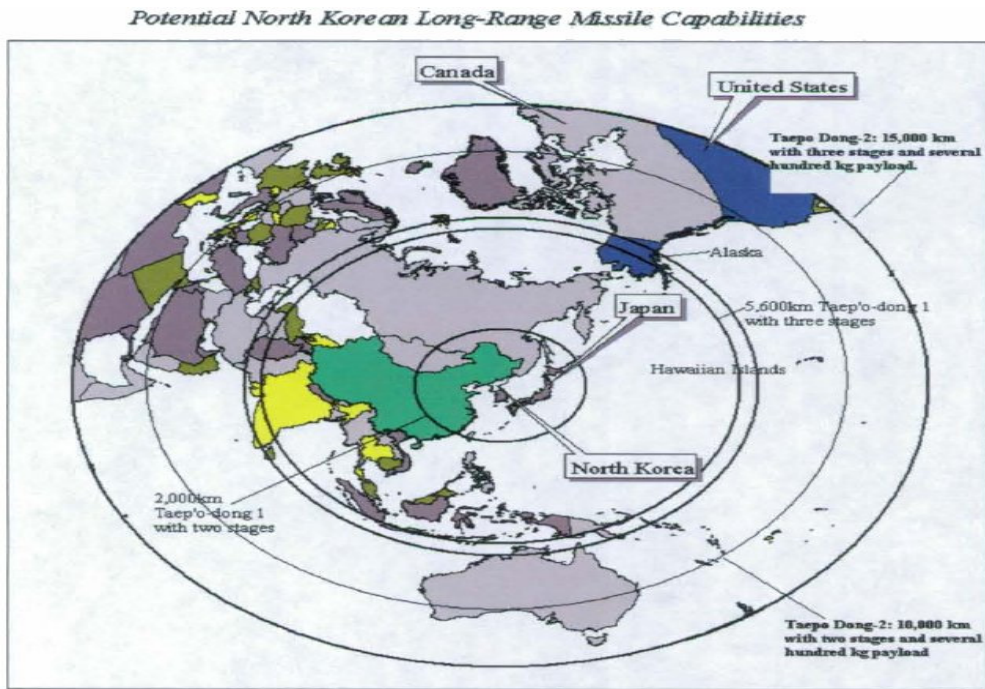 Potential North Korean Long-Range Missile Capabilities
Canada
United States
Taepo Dong-2: 15,000 km
with three stages and several
hundred kg payload.
Alaska
Japan
5,600km Taep'o-dong 1
with three stages
Hawaiian Islands
North Korea
2,000km
Taep'o-dong 1
with two stages
Taepo Dong-2: 10,000 km
with two stages and several
hundred kg payload